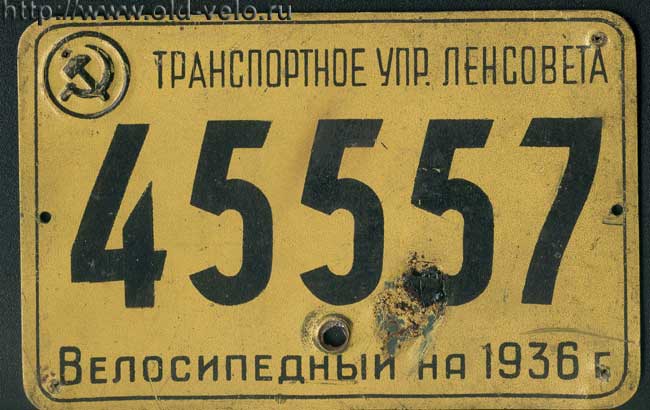 http://www.old-velo.ru
ТРАНСПОРТНОЕ УПР. ЛЕНСОВЕТА
45557
ВЕЛОСИПЕДНЫЙ НА 1936 Г.